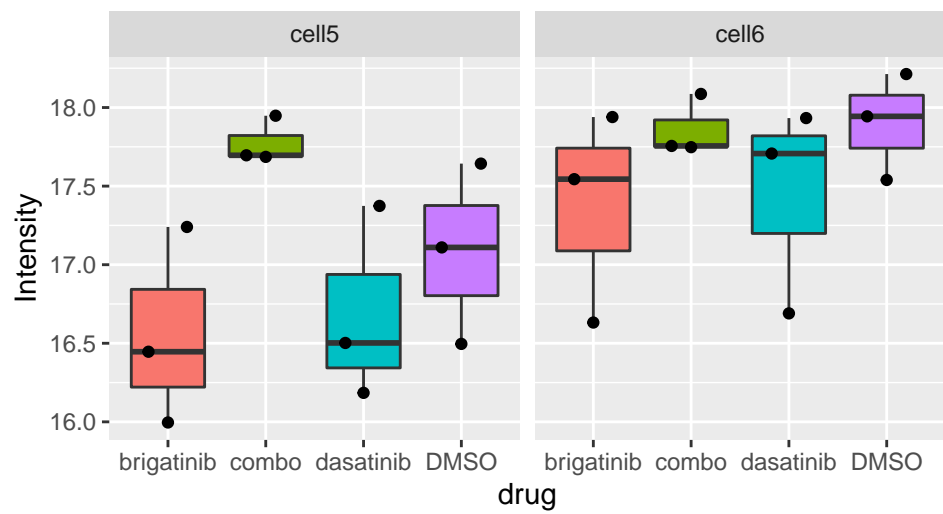 cell5 cell6
18.0
17.5
17.0
16.5
16.0
Intensity
brigatinib combo dasatinib DMSO brigatinib combo dasatinib DMSO
drug